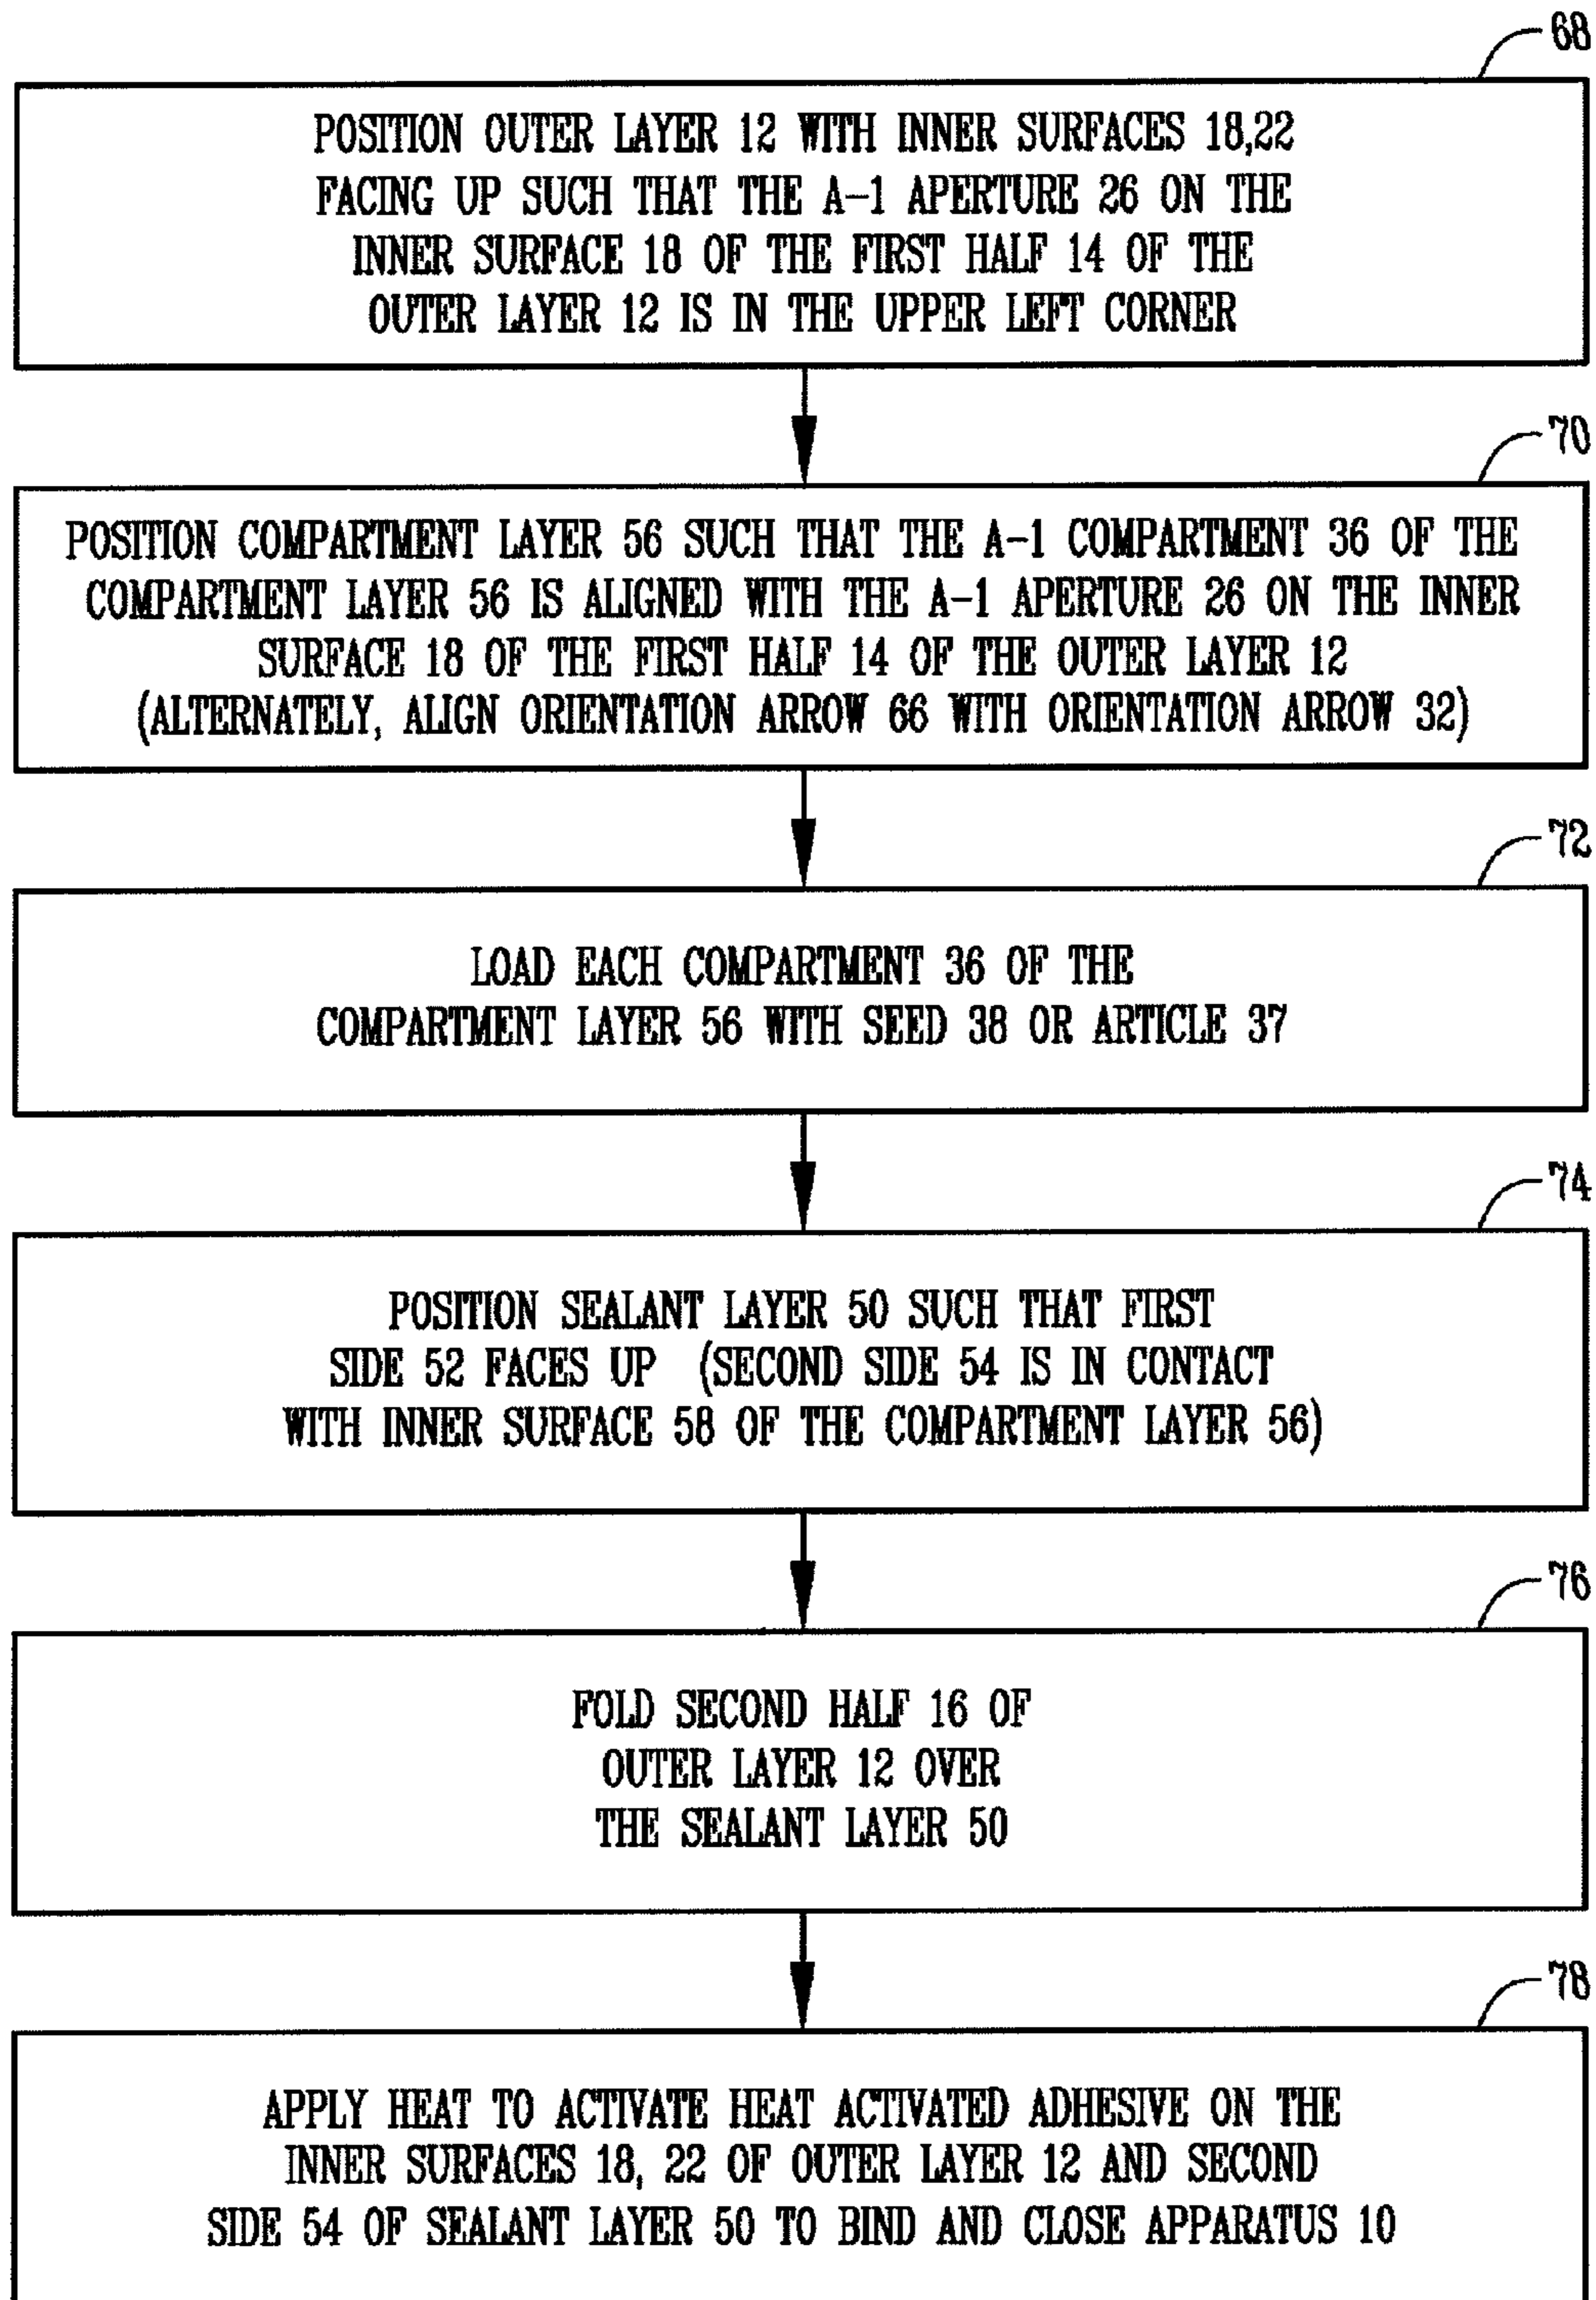 68
POSITION OUTER LAYER 12 WITH INNER SURFACES 18,22
FACING UP SUCH THAT THE A-1 APERTURE 26 ON THE
INNER SURFACE 18 OF THE FIRST HALF 14 OF THE
OUTER LAYER 12 IS IN THE UPPER LEFT CORNER
70
POSITION COMPARTMENT LAYER 56 SUCH THAT THE A-1 COMPARTMENT 36 OF THE
COMPARTMENT LAYER 56 IS ALIGNED WITH THE A-1 APERTURE 26 ON THE INNER
SURFACE 18 OF THE FIRST HALF 14 OF THE OUTER LAYER 12
(ALTERNATELY, ALIGN ORIENTATION ARROW 66 WITH ORIENTATION ARROW 32)
72
LOAD EACH COMPARTMENT 36 OF THE
COMPARTMENT LAYER 56 WITH SEED 38 OR ARTICLE 37
74
POSITION SEALANT LAYER 50 SUCH THAT FIRST
SIDE 52 FACES UP (SECOND SIDE 54 IS IN CONTACT
WITH INNER SURFACE 58 OF THE COMPARTMENT LAYER 56)
76
FOLD SECOND HALF 16 OF
OUTER LAYER 12 OVER
THE SEALANT LAYER 50
78
APPLY HEAT TO ACTIVATE HEAT ACTIVATED ADHESIVE ON THE
INNER SURFACES 18, 22 OF OUTER LAYER 12 AND SECOND
SIDE 54 OF SEALANT LAYER 50 TO BIND AND CLOSE APPARATUS 10